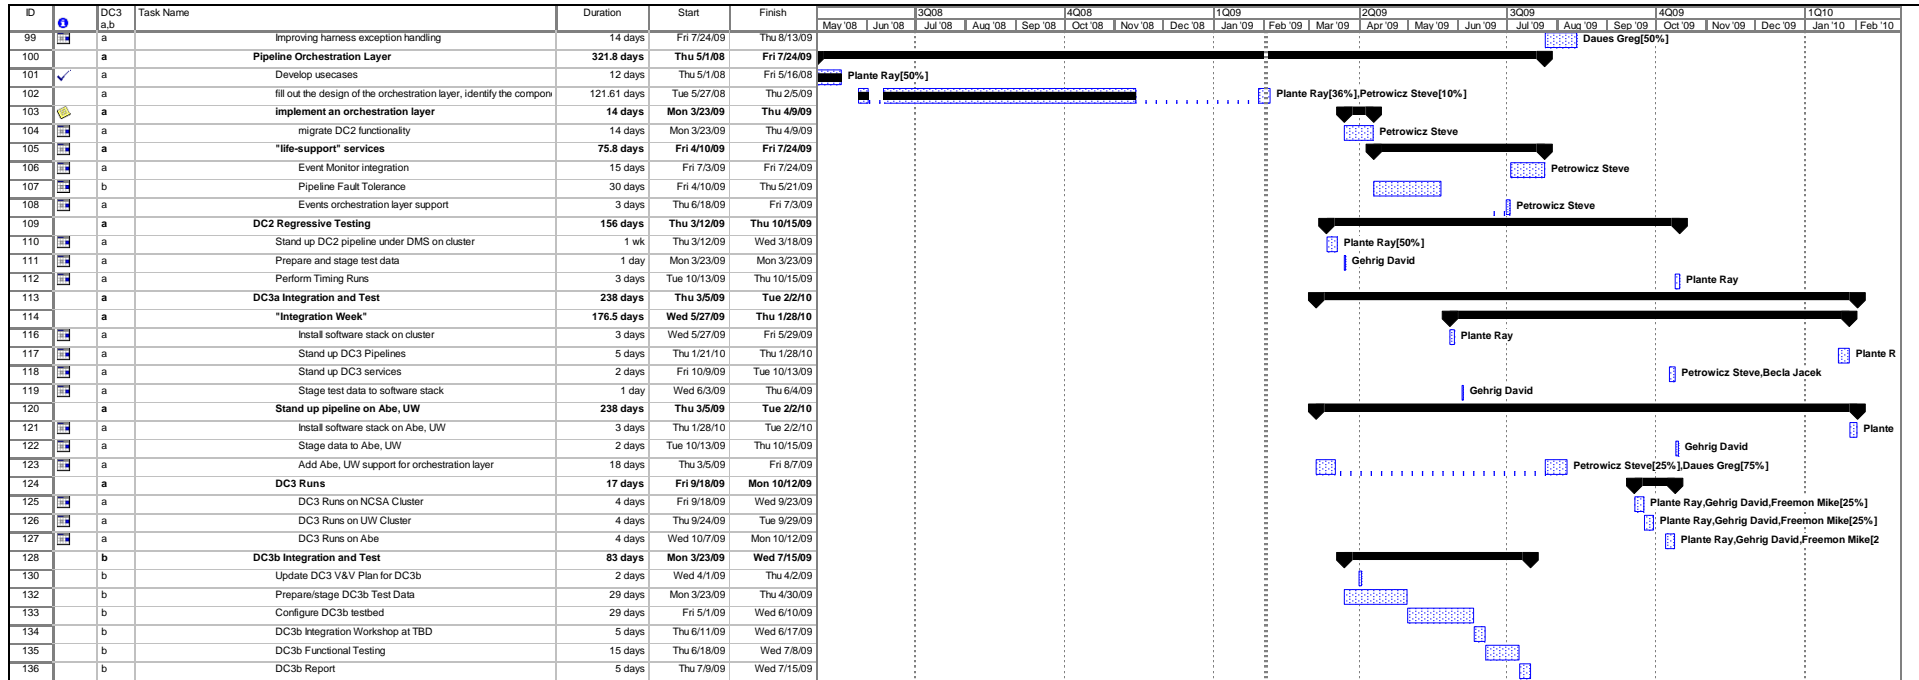 ID DC3 a,b Task Name Duration Start Finish 3Q08 4Q08 1Q09 2Q09 3Q09 4Q09 1Q10
May '08 Jun '08 Jul '08 Aug '08 Sep '08 Oct '08 Nov '08 Dec '08 Jan '09 Feb '09 Mar '09 Apr '09 May '09 Jun '09 Jul '09 Aug '09 Sep '09 Oct '09 Nov '09 Dec '09 Jan '10 Feb '10
99 a Improving harness exception handling 14 days Fri 7/24/09 Thu 8/13/09 Daues Greg[50%]
100 a Pipeline Orchestration Layer 321.8 days Thu 5/1/08 Fri 7/24/09
101 a Develop usecases 12 days Thu 5/1/08 Fri 5/16/08 Plante Ray[50%]
102 a fill out the design of the orchestration layer, identify the compon 121.61 days Tue 5/27/08 Thu 2/5/09 Plante Ray[36%],Petrowicz Steve[10%]
103 a implement an orchestration layer 14 days Mon 3/23/09 Thu 4/9/09
104 a migrate DC2 functionality 14 days Mon 3/23/09 Thu 4/9/09 Petrowicz Steve
105 a "life-support" services 75.8 days Fri 4/10/09 Fri 7/24/09
106 a Event Monitor integration 15 days Fri 7/3/09 Fri 7/24/09 Petrowicz Steve
107 b Pipeline Fault Tolerance 30 days Fri 4/10/09 Thu 5/21/09
108 a Events orchestration layer support 3 days Thu 6/18/09 Fri 7/3/09 Petrowicz Steve
109 a DC2 Regressive Testing 156 days Thu 3/12/09 Thu 10/15/09
110 a Stand up DC2 pipeline under DMS on cluster 1 wk Thu 3/12/09 Wed 3/18/09 Plante Ray[50%]
111 a Prepare and stage test data 1 day Mon 3/23/09 Mon 3/23/09 Gehrig David
112 a Perform Timing Runs 3 days Tue 10/13/09 Thu 10/15/09 Plante Ray
113 a DC3a Integration and Test 238 days Thu 3/5/09 Tue 2/2/10
114 a "Integration Week" 176.5 days Wed 5/27/09 Thu 1/28/10
116 a Install software stack on cluster 3 days Wed 5/27/09 Fri 5/29/09 Plante Ray
117 a Stand up DC3 Pipelines 5 days Thu 1/21/10 Thu 1/28/10 Plante R
118 a Stand up DC3 services 2 days Fri 10/9/09 Tue 10/13/09 Petrowicz Steve,Becla Jacek
119 a Stage test data to software stack 1 day Wed 6/3/09 Thu 6/4/09 Gehrig David
120 a Stand up pipeline on Abe, UW 238 days Thu 3/5/09 Tue 2/2/10
121 a Install software stack on Abe, UW 3 days Thu 1/28/10 Tue 2/2/10 Plante
122 a Stage data to Abe, UW 2 days Tue 10/13/09 Thu 10/15/09 Gehrig David
123 a Add Abe, UW support for orchestration layer 18 days Thu 3/5/09 Fri 8/7/09 Petrowicz Steve[25%],Daues Greg[75%]
124 a DC3 Runs 17 days Fri 9/18/09 Mon 10/12/09
125 a DC3 Runs on NCSA Cluster 4 days Fri 9/18/09 Wed 9/23/09 Plante Ray,Gehrig David,Freemon Mike[25%]
126 a DC3 Runs on UW Cluster 4 days Thu 9/24/09 Tue 9/29/09 Plante Ray,Gehrig David,Freemon Mike[25%]
127 a DC3 Runs on Abe 4 days Wed 10/7/09 Mon 10/12/09 Plante Ray,Gehrig David,Freemon Mike[2
128 b DC3b Integration and Test 83 days Mon 3/23/09 Wed 7/15/09
130 b Update DC3 V&V Plan for DC3b 2 days Wed 4/1/09 Thu 4/2/09
132 b Prepare/stage DC3b Test Data 29 days Mon 3/23/09 Thu 4/30/09
133 b Configure DC3b testbed 29 days Fri 5/1/09 Wed 6/10/09
134 b DC3b Integration Workshop at TBD 5 days Thu 6/11/09 Wed 6/17/09
135 b DC3b Functional Testing 15 days Thu 6/18/09 Wed 7/8/09
136 b DC3b Report 5 days Thu 7/9/09 Wed 7/15/09